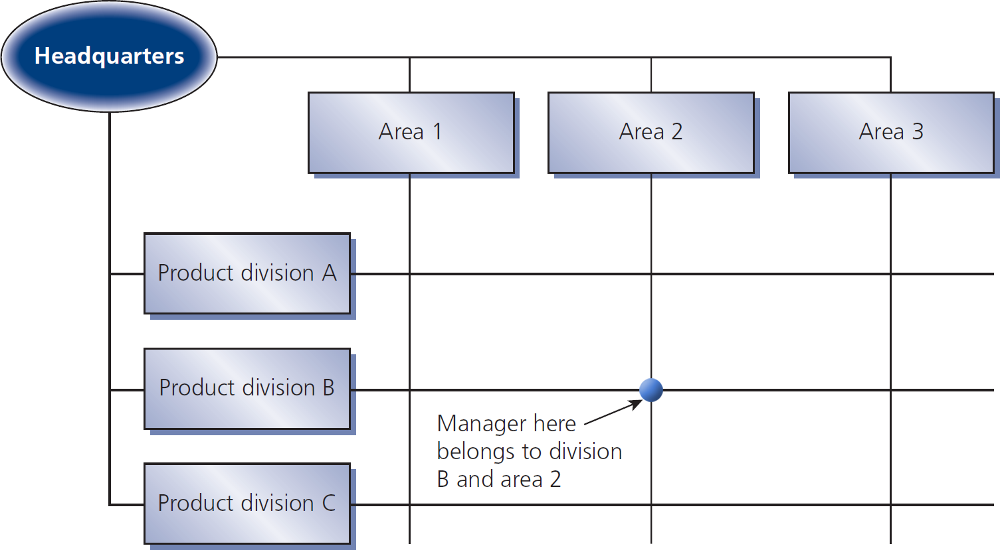 Headquarters
Area 1
Area 2
Area 3
Product division A
Product division B
Manager here
belongs to division
B and area 2
Product division C